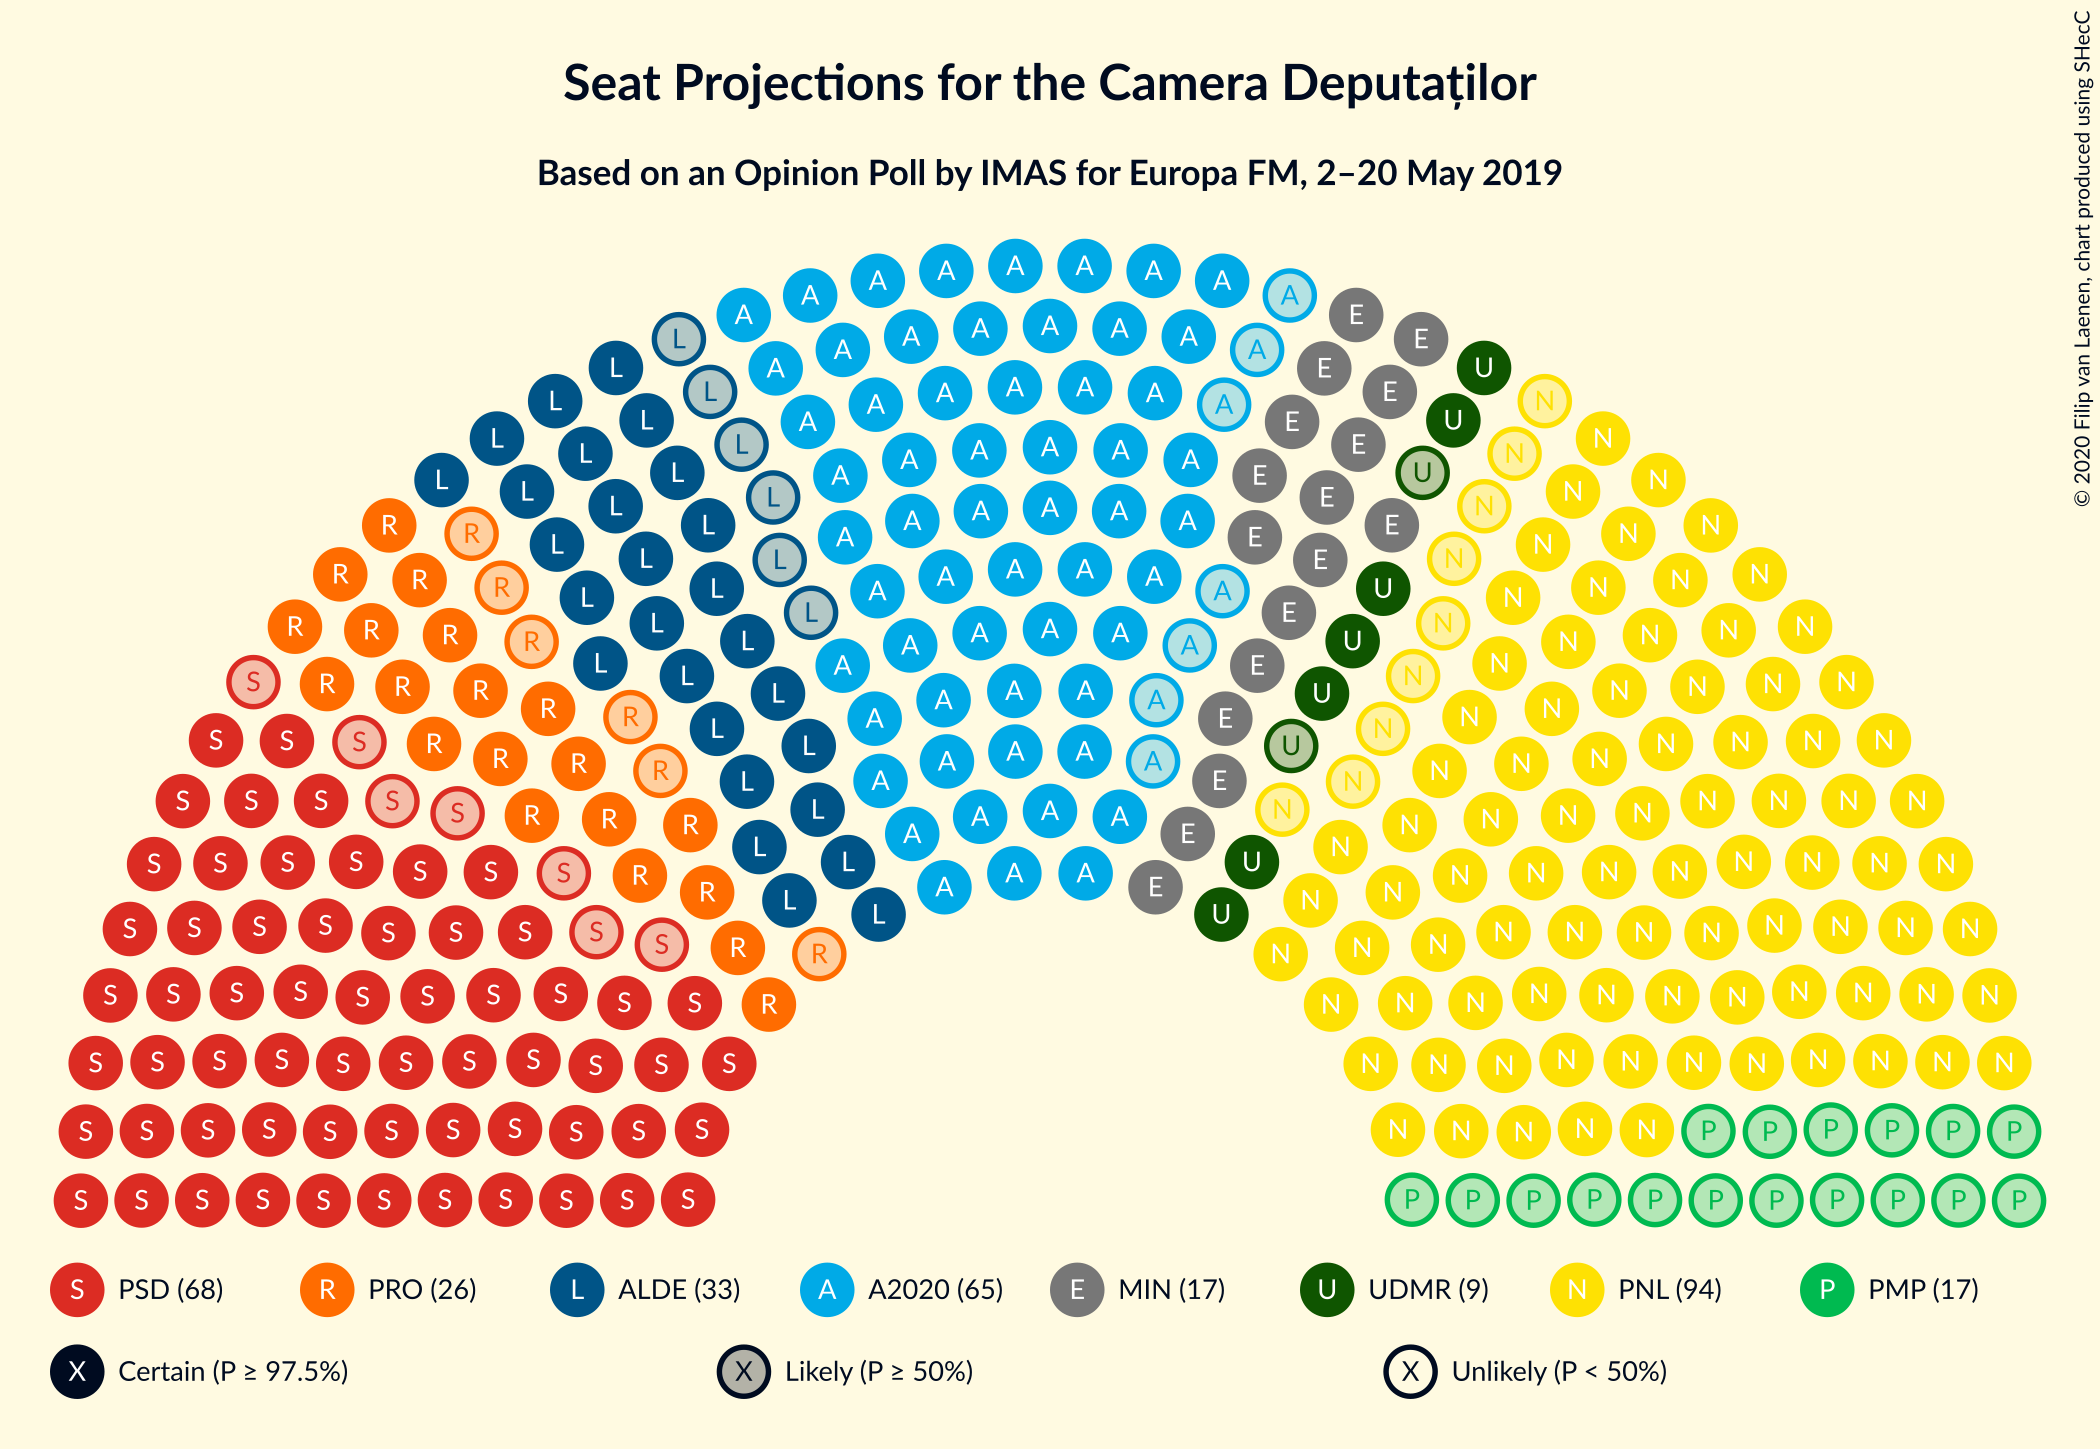 Seat Projections for the Camera Deputaților
Based on an Opinion Poll by IMAS for Europa FM, 2–20 May 2019
© 2020 Filip van Laenen, chart produced using SHecC
S PSD (68) R PRO (26) L ALDE (33) A A2020 (65) E MIN (17) U UDMR (9) N PNL (94) P PMP (17)
X Certain (P ≥ 97.5%) X Likely (P ≥ 50%) X Unlikely (P < 50%)